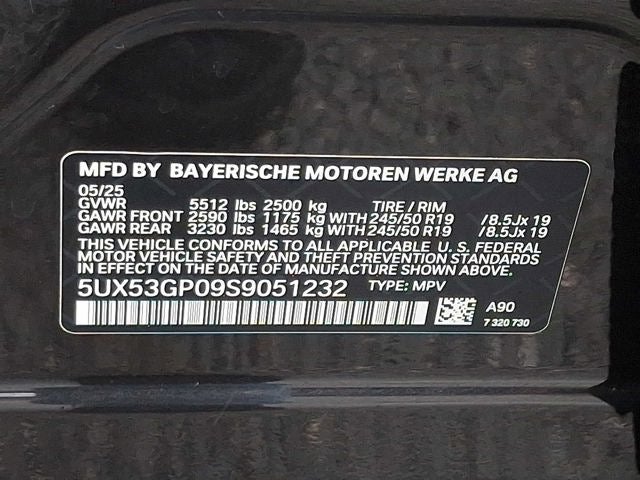 MFD BY BAYERISCHE MOTOREN WERKE AG
05/25
GVWR 5512 lbs 2500 kg TIRE / RIM
GAWR FRONT 2590 lbs 1175 kg WITH 245/50 R19 /8.5Jx 19
GAWR REAR 3230 lbs 1465 kg WITH 245/50 R19 /8.5Jx 19
THIS VEHICLE CONFORMS TO ALL APPLICABLE U. S. FEDERAL
MOTOR VEHICLE SAFETY AND THEFT PREVENTION STANDARDS
IN EFFECT ON THE DATE OF MANUFACTURE SHOWN ABOVE.
5UX53GP09S9051232 TYPE: MPV
A90
7 320 730